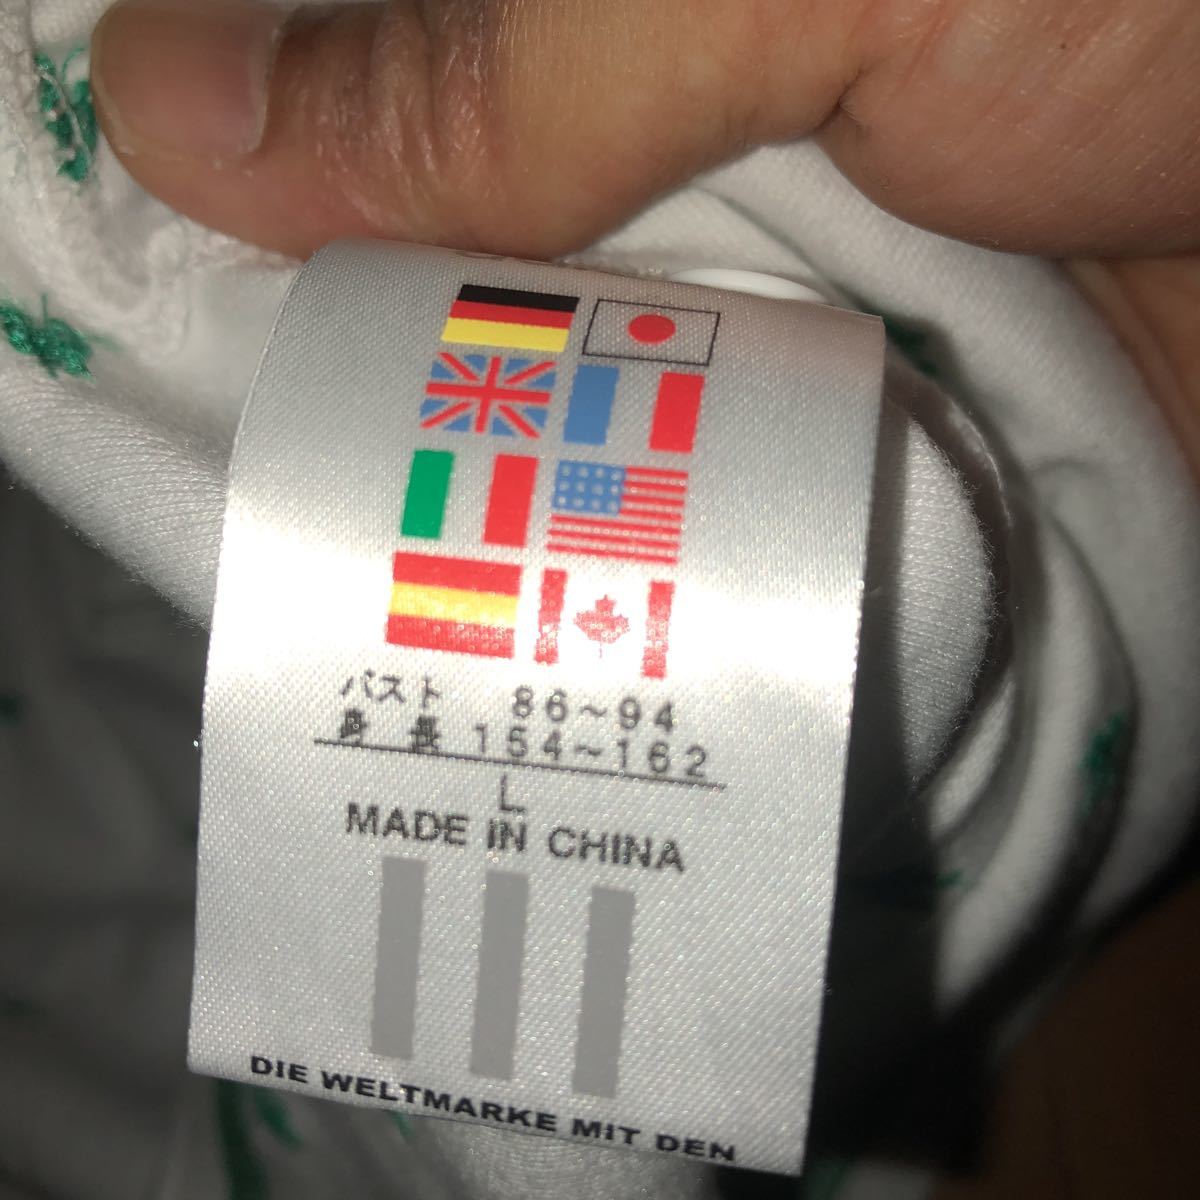 バスト 86~94
身長 154~162
L
MADE IN CHINA
DIE WELTMARKE MIT DEN